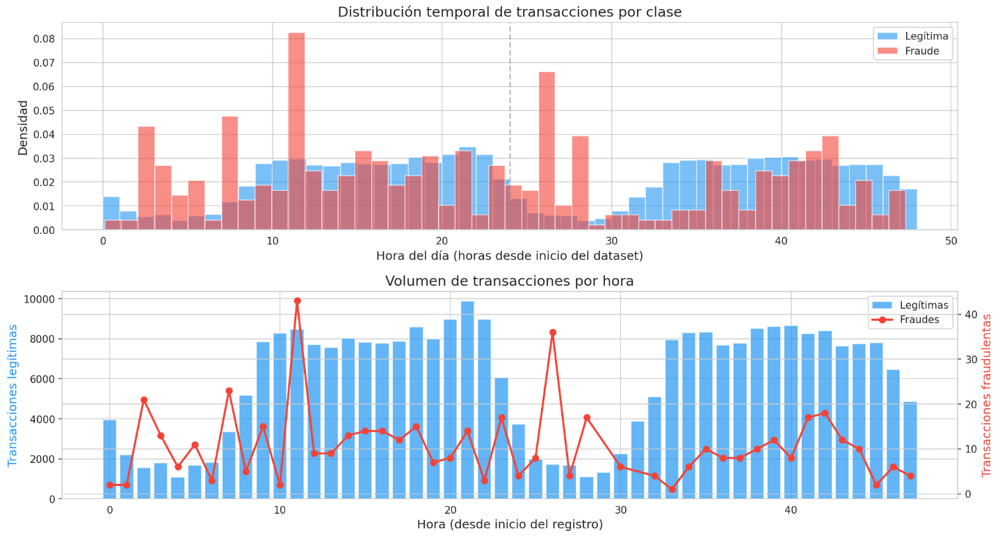 Distribución temporal de transacciones por clase
Densidad
0.08
0.07
0.06
0.05
0.04
0.03
0.02
0.01
0.00
Legítima
Fraude
0 10 20 30 40 50
Hora del día (horas desde inicio del dataset)
Volumen de transacciones por hora
Transacciones legítimas
10000
8000
6000
4000
2000
0
Legítimas
Fraudes
40
30
20
10
0
Transacciones fraudulentas
0 10 20 30 40
Hora (desde inicio del registro)